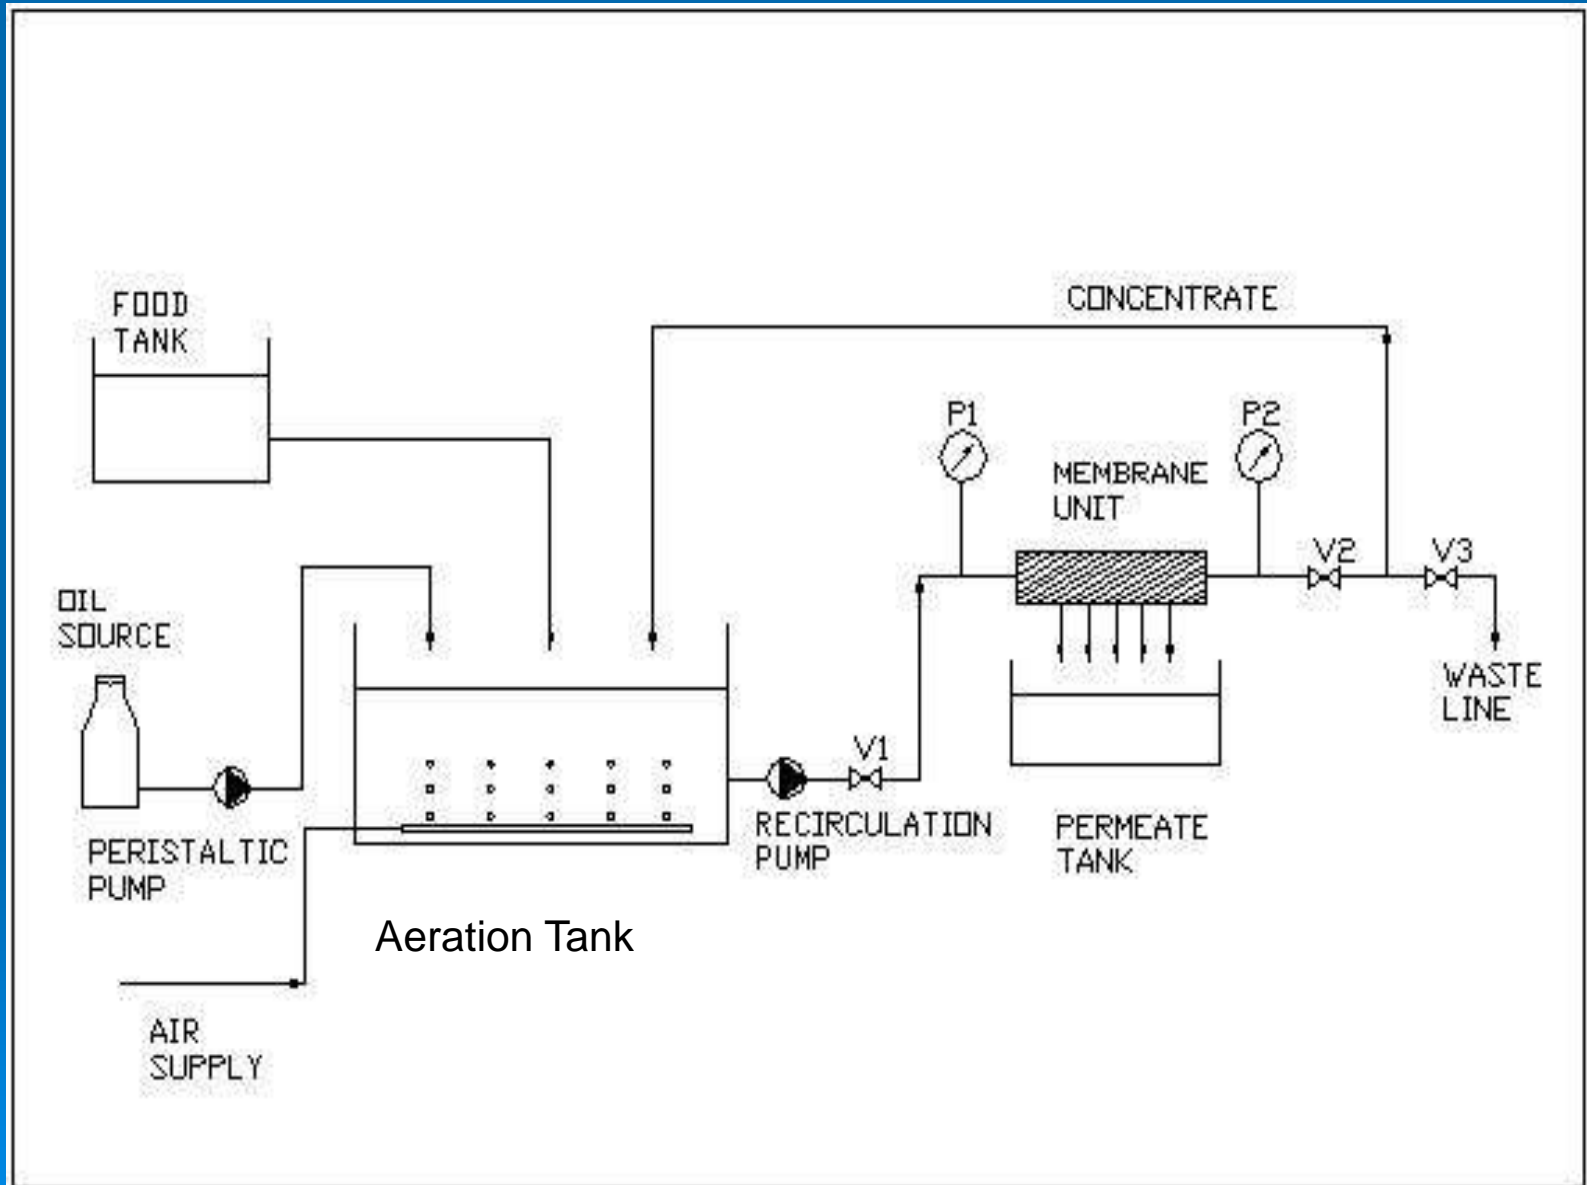 FOOD
TANK
CONCENTRATE
P1
P2
MEMBRANE
UNIT
V2
V3
OIL
SOURCE
WASTE
LINE
V1
RECIRCULATION
PUMP
PERMEATE
TANK
PERISTALTIC
PUMP
Aeration Tank
AIR
SUPPLY